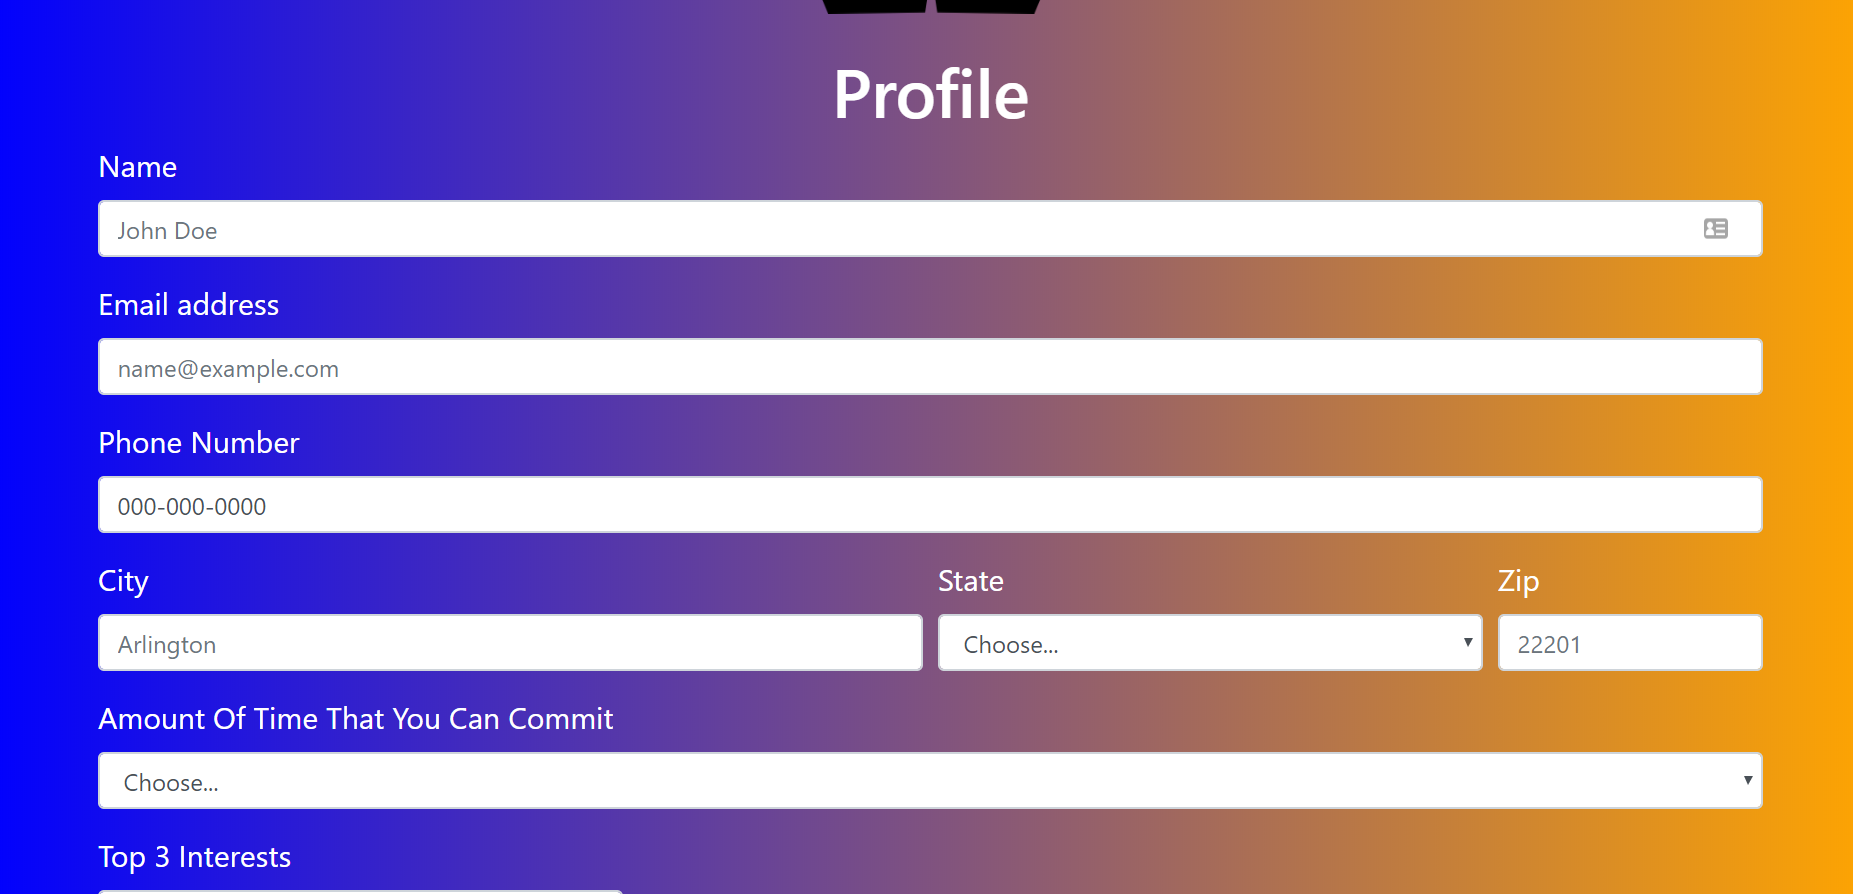 Profile
Name
John Doe
Email address
name@example.com
Phone Number
000-000-0000
City State Zip
Arlington Choose... 22201
Amount Of Time That You Can Commit
Choose...
Top 3 Interests